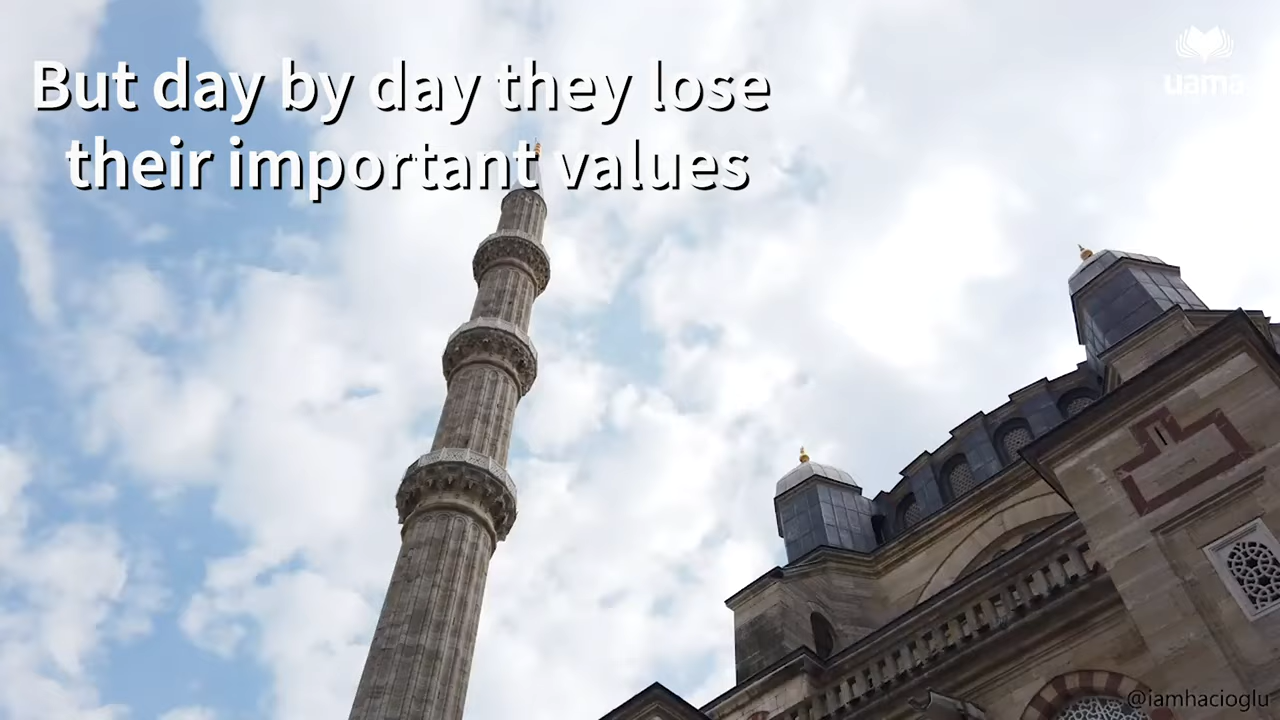 But day by day they lose
their important values
uama
@iamhacioglu